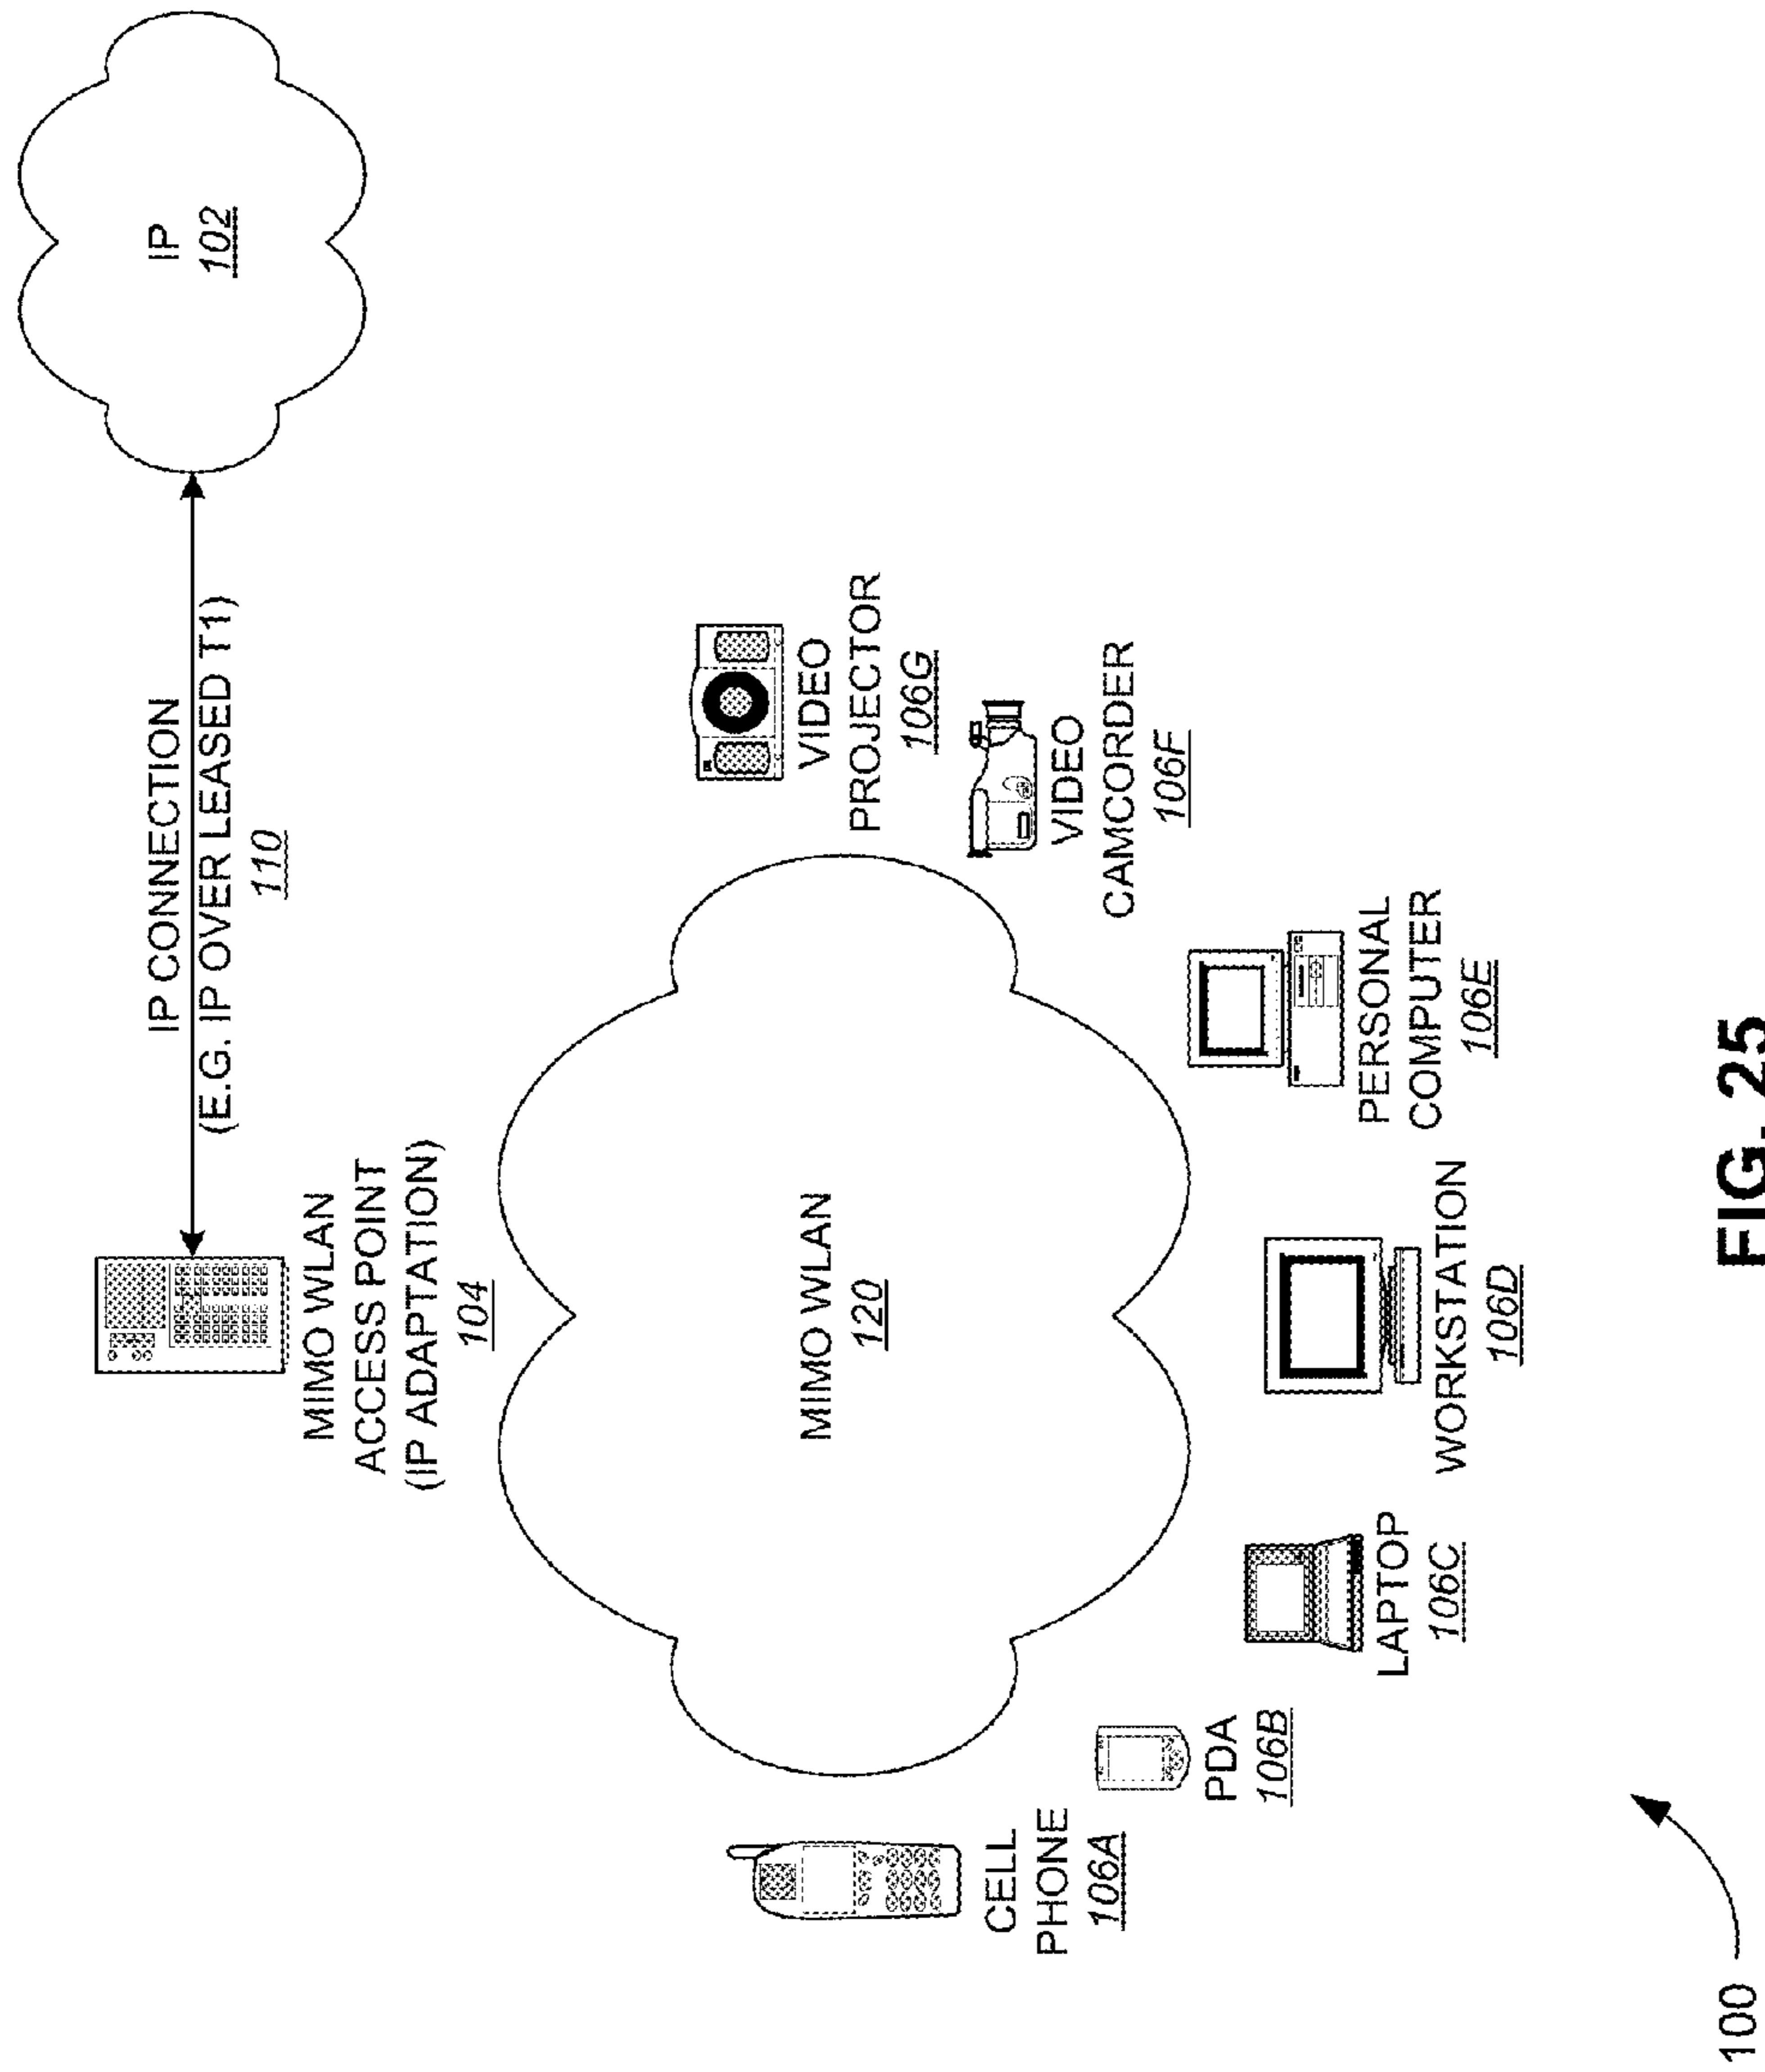 IP
102
IP CONNECTION
(E.G. IP OVER LEASED T1)
110
MIMO WLAN
ACCESS POINT
(IP ADAPTATION)
104
MIMO WLAN
120
VIDEO
PROJECTOR
106G
VIDEO
CAMCORDER
106F
PERSONAL
COMPUTER
106E
WORKSTATION
106D
LAPTOP
106C
PDA
106B
CELL
PHONE
106A
100
FIG. 25